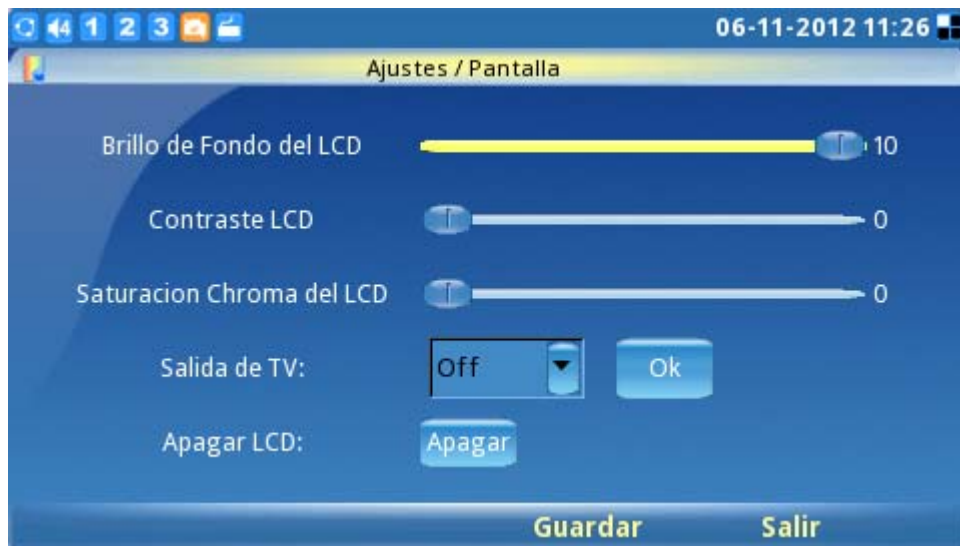 4 1 2 3 06-11-2012 11:26
Ajustes / Pantalla
Brillo de Fondo del LCD 10
Contraste LCD 0
Saturacion Chroma del LCD 0
Salida de TV: Off Ok
Apagar LCD: Apagar
Guardar Salir